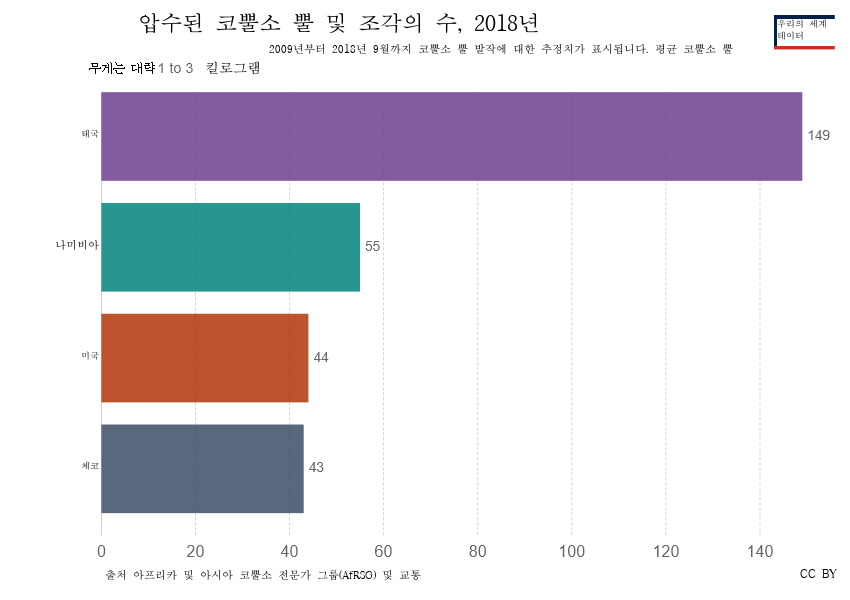 압수된 코뿔소 뿔 및 조각의 수, 2018년
우리의 세계
데이터
2009년부터 2018년 9월까지 코뿔소 뿔 발작에 대한 추정치가 표시됩니다. 평균 코뿔소 뿔
무게는 대략 1 to 3 킬로그램
태국
149
나미비아
55
미국
44
체코
43
0 20 40 60 80 100 120 140
출처 아프리카 및 아시아 코뿔소 전문가 그룹(AfRSG) 및 교통
CC BY